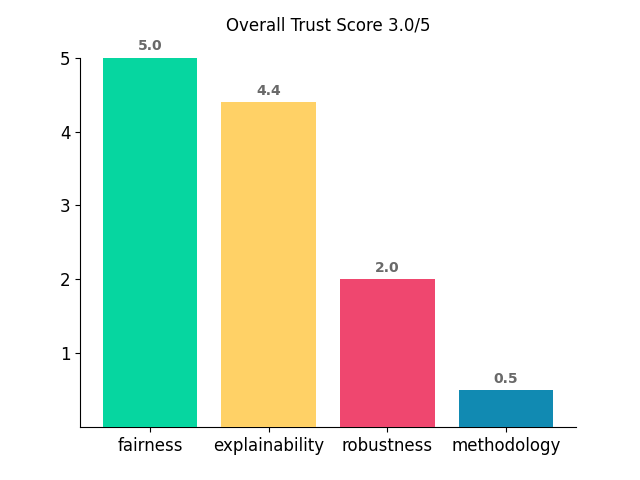 Overall Trust Score 3.0/5
5.0
4.4
2.0
0.5
5
4
3
2
1
fairness
explainability
robustness
methodology